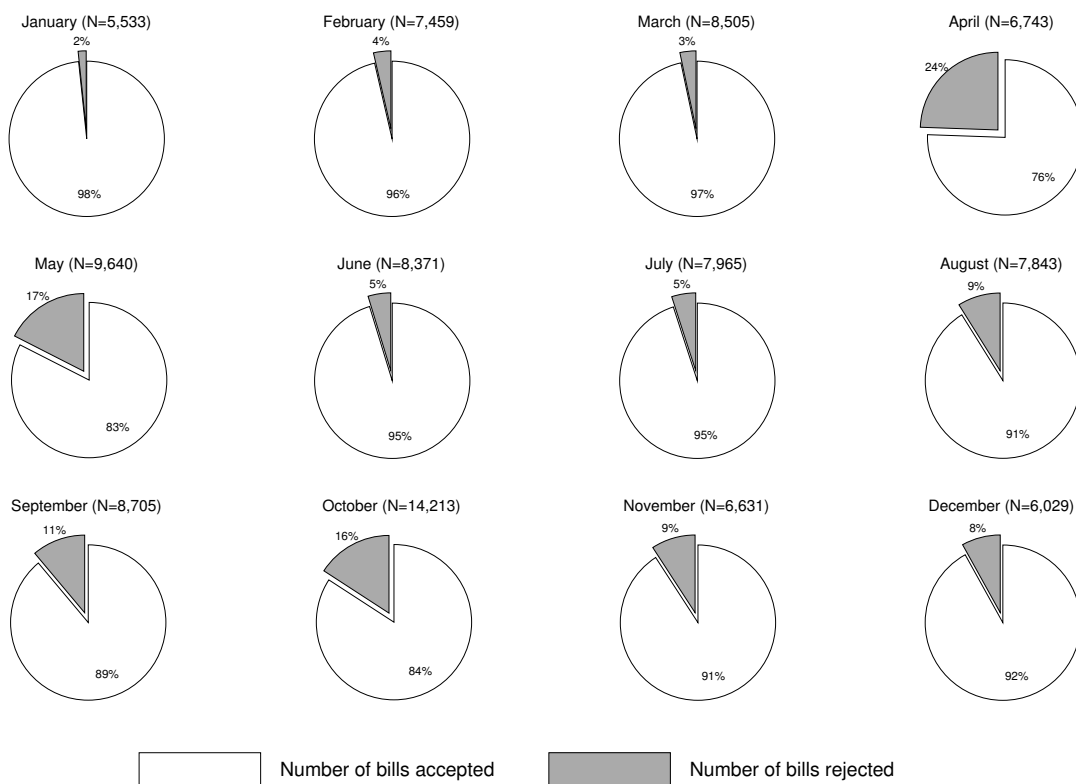 January (N=5,533)
2%
98%
February (N=7,459)
4%
96%
March (N=8,505)
3%
97%
April (N=6,743)
24%
76%
May (N=9,640)
17%
83%
June (N=8,371)
5%
95%
July (N=7,965)
5%
95%
August (N=7,843)
9%
91%
September (N=8,705)
11%
89%
October (N=14,213)
16%
84%
November (N=6,631)
9%
91%
December (N=6,029)
8%
92%
Number of bills accepted
Number of bills rejected